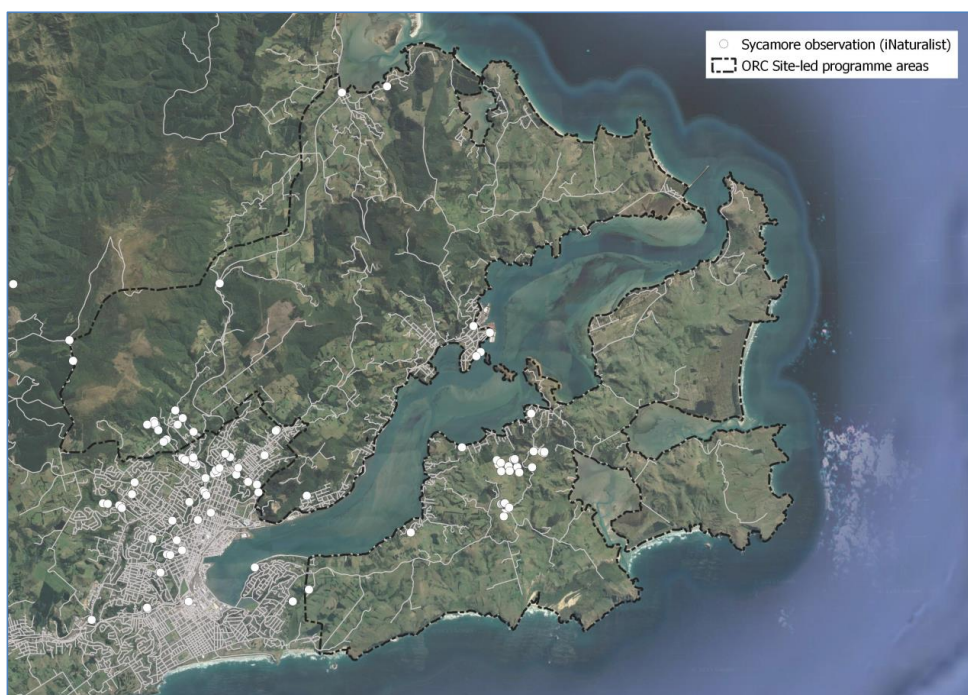 Sycamore observation (iNaturalist)
ORC Site-led programme areas